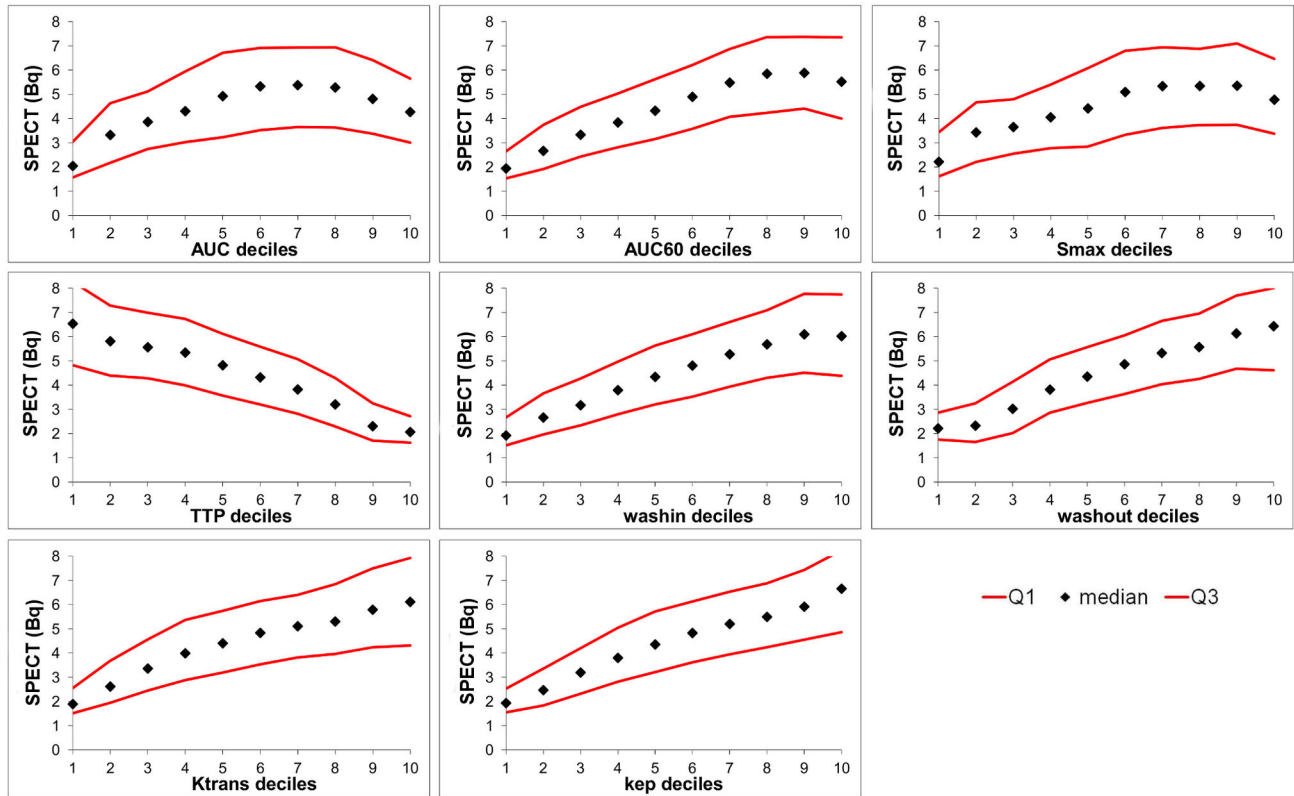 SPECT (Bq)
8
7
6
5
4
3
2
1
0
1 2 3 4 5 6 7 8 9 10
AUC deciles
SPECT (Bq)
8
7
6
5
4
3
2
1
0
1 2 3 4 5 6 7 8 9 10
AUC60 deciles
SPECT (Bq)
8
7
6
5
4
3
2
1
0
1 2 3 4 5 6 7 8 9 10
Smax deciles
SPECT (Bq)
8
7
6
5
4
3
2
1
0
1 2 3 4 5 6 7 8 9 10
TTP deciles
SPECT (Bq)
8
7
6
5
4
3
2
1
0
1 2 3 4 5 6 7 8 9 10
washin deciles
SPECT (Bq)
8
7
6
5
4
3
2
1
0
1 2 3 4 5 6 7 8 9 10
washout deciles
SPECT (Bq)
8
7
6
5
4
3
2
1
0
1 2 3 4 5 6 7 8 9 10
Ktrans deciles
SPECT (Bq)
8
7
6
5
4
3
2
1
0
1 2 3 4 5 6 7 8 9 10
kep deciles
Q1 median Q3